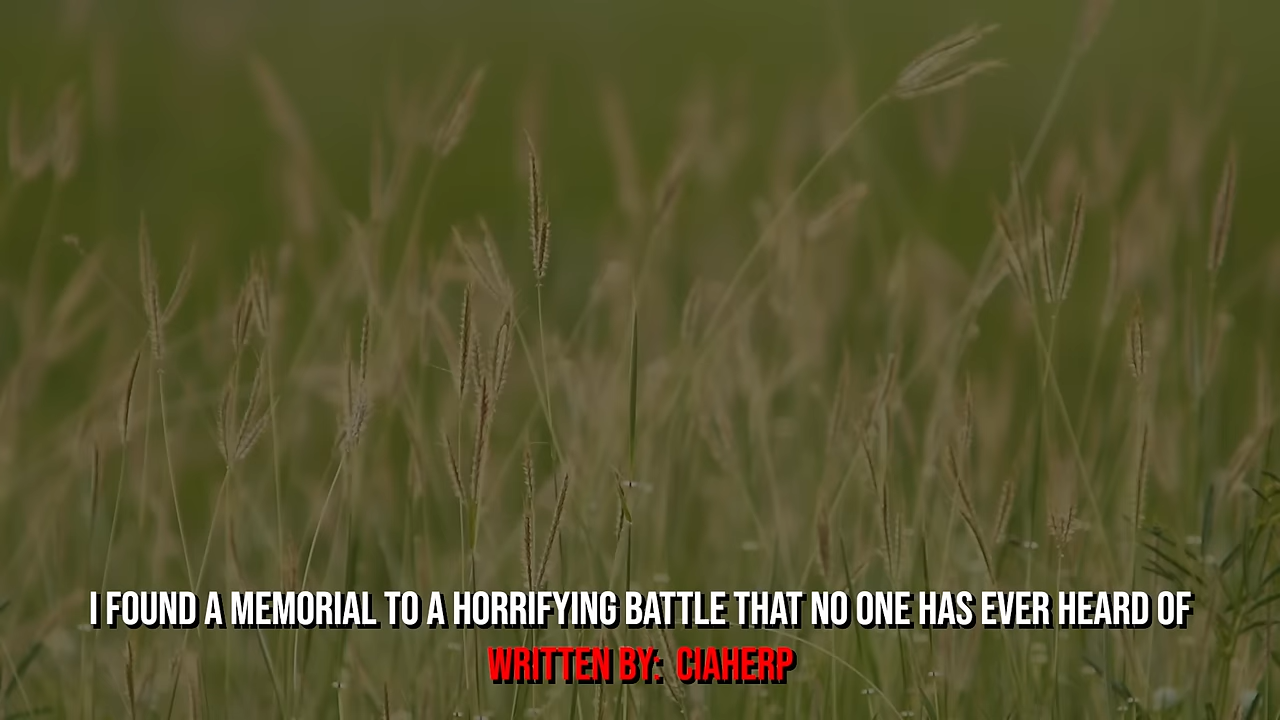 I FOUND A MEMORIAL TO A HORRIFYING BATTLE THAT NO ONE HAS EVER HEARD OF
WRITTEN BY: CIAHERP